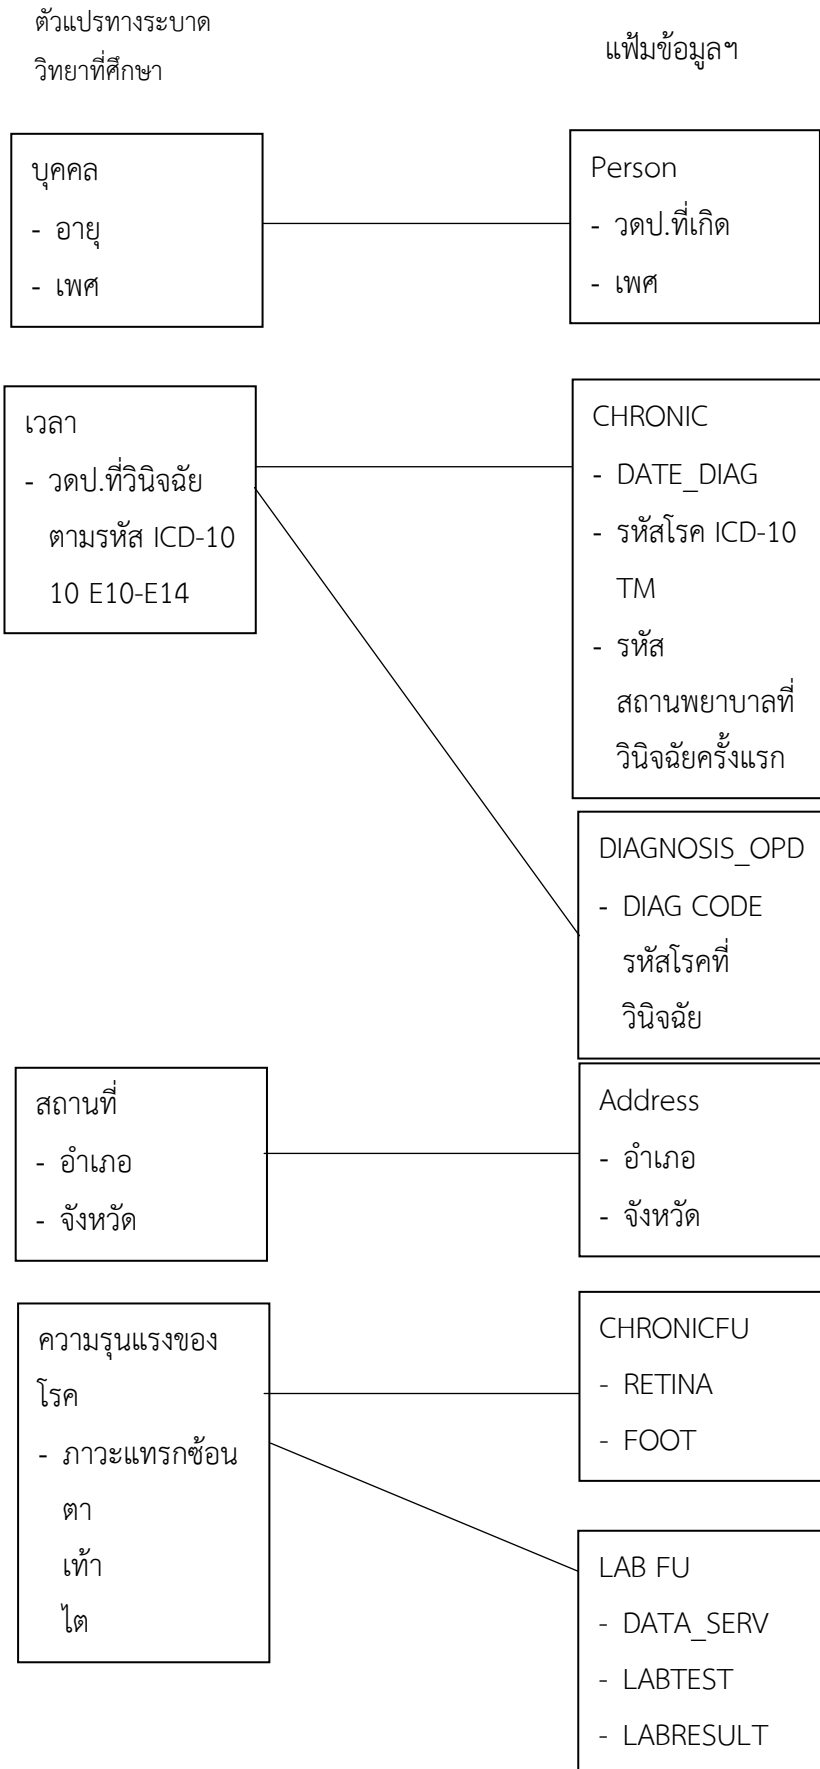 ตัวแปรทางระบาด
วิทยาที่ศึกษา
แฟ้มข้อมูลฯ
บุคคล
- อายุ
- เพศ
Person
- วดป.ที่เกิด
- เพศ
เวลา
- วดป.ที่วินิจฉัย
ตามรหัส ICD-10
10 E10-E14
CHRONIC
- DATE_DIAG
- รหัสโรค ICD-10
TM
- รหัส
สถานพยาบาลที่
วินิจฉัยครั้งแรก
DIAGNOSIS_OPD
- DIAG CODE
รหัสโรคที่
วินิจฉัย
สถานที่
- อำเภอ
- จังหวัด
Address
- อำเภอ
- จังหวัด
ความรุนแรงของ
โรค
- ภาวะแทรกซ้อน
ตา
เท้า
ไต
CHRONICFU
- RETINA
- FOOT
LAB FU
- DATA_SERV
- LABTEST
- LABRESULT